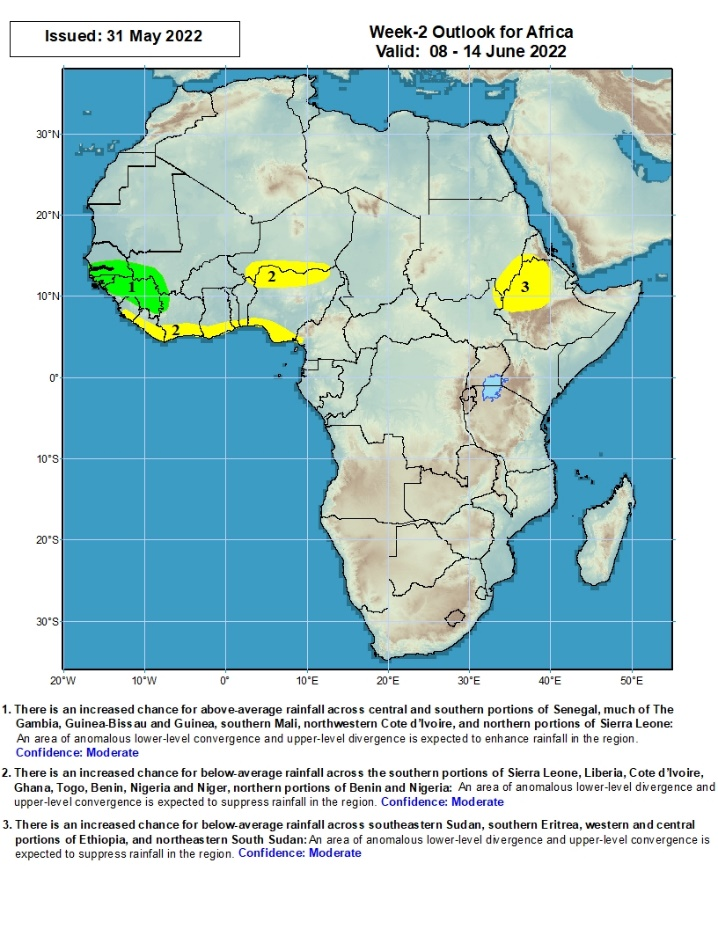 Issued: 31 May 2022
Week-2 Outlook for Africa
Valid: 08 - 14 June 2022
30°N
20°N
10°N
0°
10°S
20°S
30°S
1
2
2
3
20°W
10°W
0°
10°E
20°E
30°E
40°E
50°E
1. There is an increased chance for above-average rainfall across central and southern portions of Senegal, much of The
Gambia, Guinea-Bissau and Guinea, southern Mali, northwestern Cote d'Ivoire, and northern portions of Sierra Leone:
An area of anomalous lower-level convergence and upper-level divergence is expected to enhance rainfall in the region.
Confidence: Moderate
2. There is an increased chance for below-average rainfall across the southern portions of Sierra Leone, Liberia, Cote d'Ivoire,
Ghana, Togo, Benin, Nigeria and Niger, northern portions of Benin and Nigeria: An area of anomalous lower-level divergence and
upper-level convergence is expected to suppress rainfall in the region. Confidence: Moderate
3. There is an increased chance for below-average rainfall across southeastern Sudan, southern Eritrea, western and central
portions of Ethiopia, and northeastern South Sudan: An area of anomalous lower-level divergence and upper-level convergence is
expected to suppress rainfall in the region. Confidence: Moderate